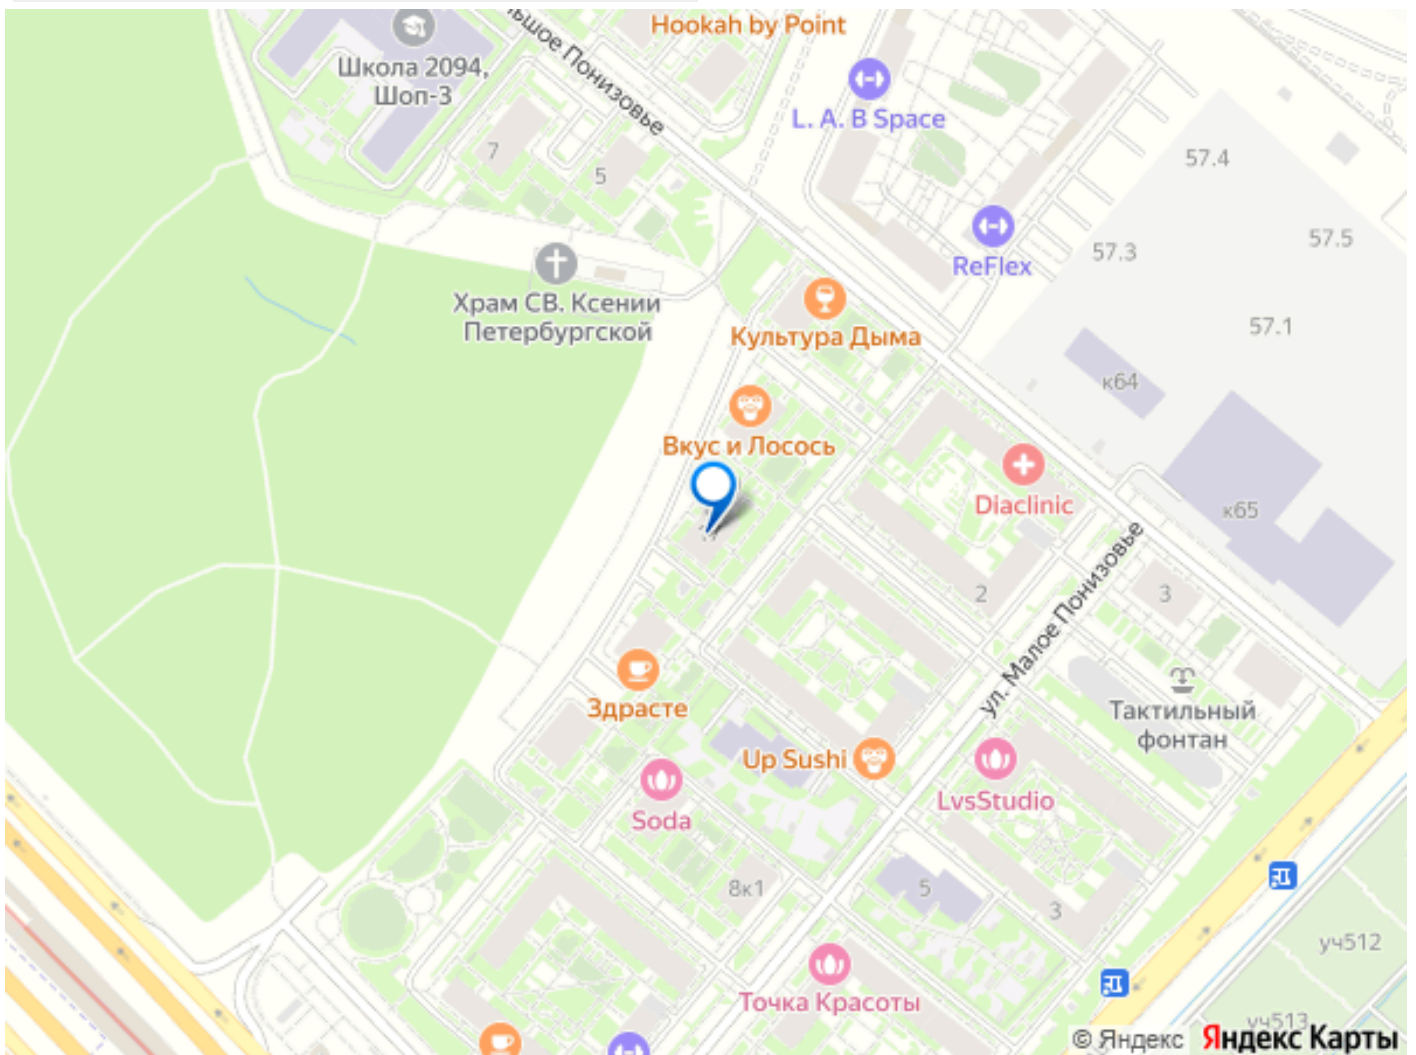 Hookah by Point
Школа 2094,
Шоп-3
ьшое Понизовье
L. A. B Space
57.4
7
5
57.5
57.3
ReFlex
Храм СВ. Ксении
Петербургской
Культура Дыма
57.1
к64
Вкус и Лосось
Diaclinic
к65
2
3
ул. Малое Понизовье
Здрасте
Тактильный
фонтан
Up Sushi
LvsStudio
Soda
8к1
5
3
уч512
Точка Красоты
уч513
© Яндекс Яндекс Карты